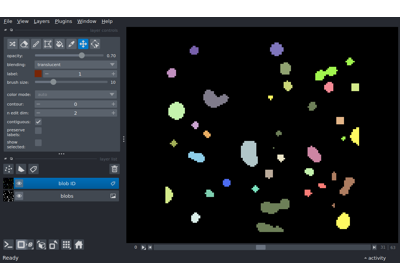 File View Layers Plugins Window Help
opacity: 0.70
blending: translucent
label: 1
brush size: 10
color mode:
contour: 0
n edit dim: 2
contiguous:
preserve labels:
show selected:
blob ID
blobs
0
Ready
activity